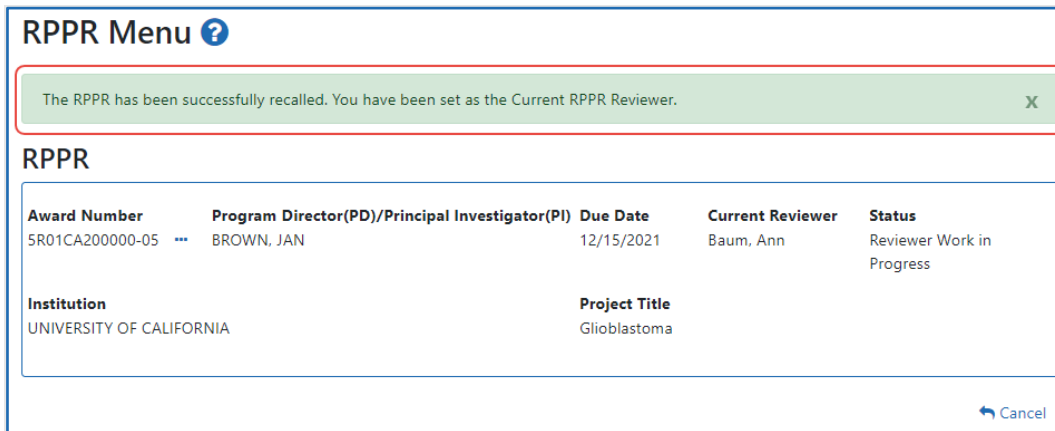 RPPR Menu ?
The RPPR has been successfully recalled. You have been set as the Current RPPR Reviewer. X
RPPR
Award Number Program Director(PD)/Principal Investigator(PI) Due Date Current Reviewer Status
5R01CA200000-05 ••• BROWN, JAN 12/15/2021 Baum, Ann Reviewer Work in
Progress
Institution Project Title
UNIVERSITY OF CALIFORNIA Glioblastoma
Cancel